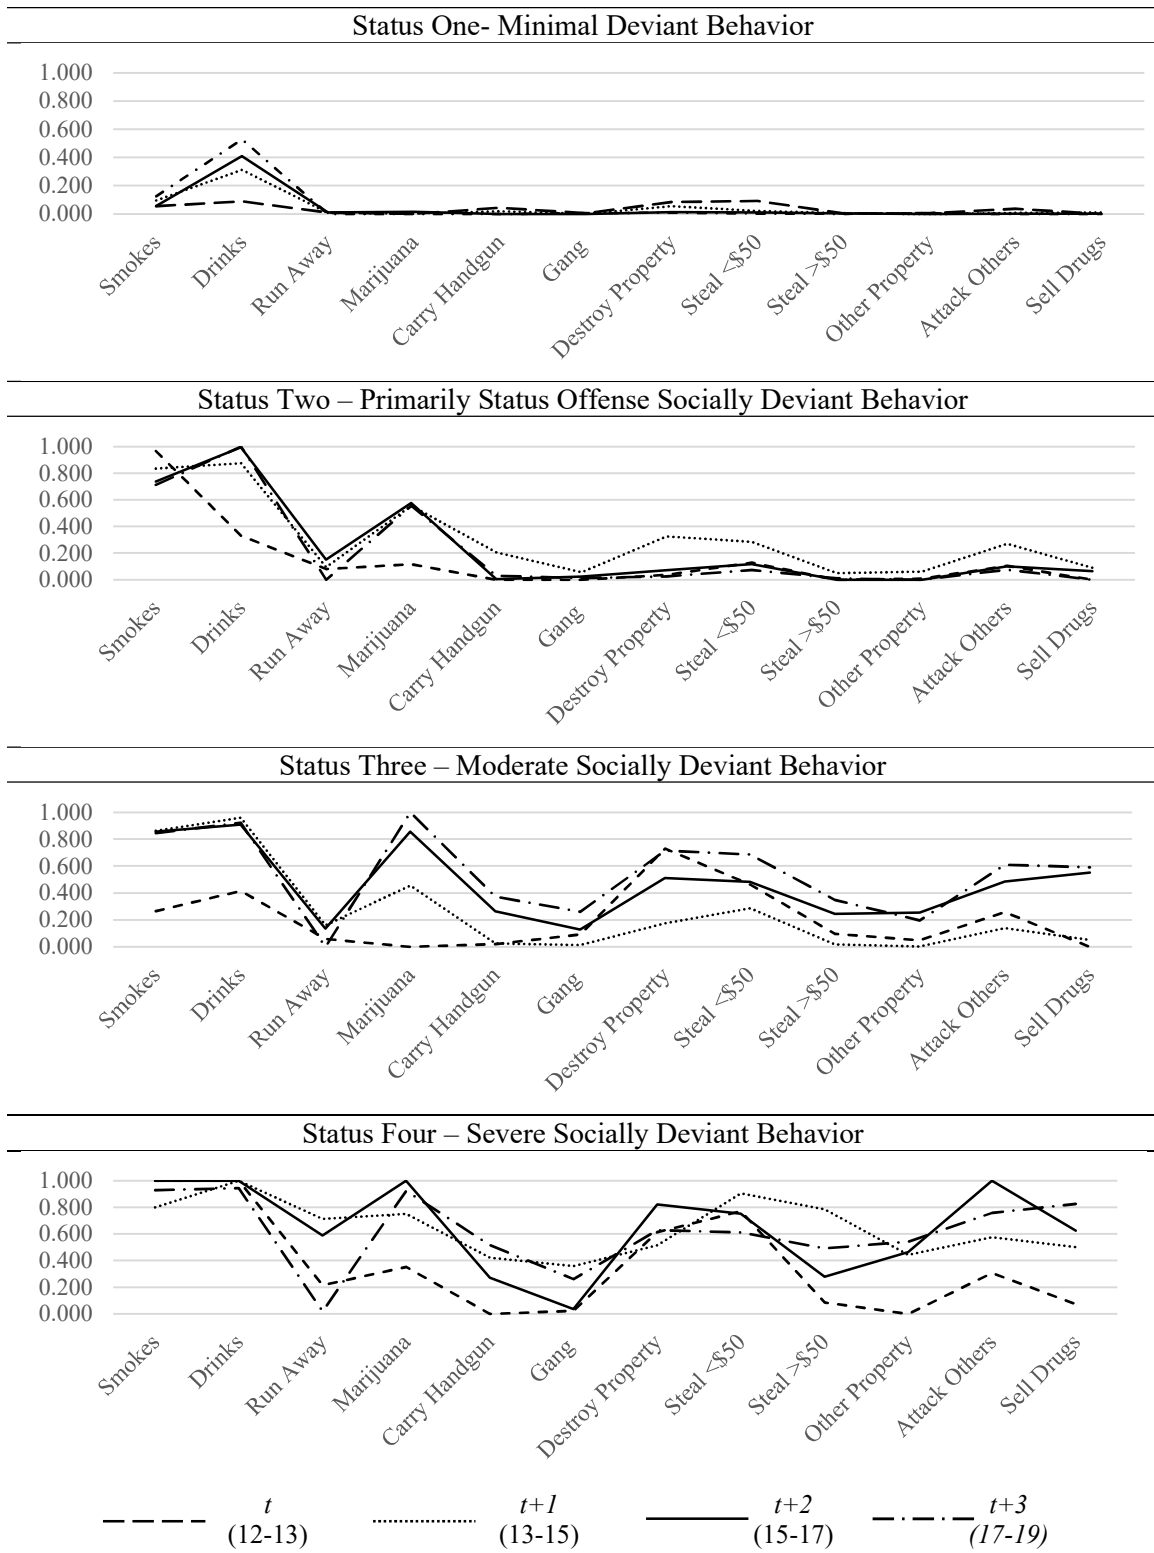 Status One- Minimal Deviant Behavior
1.000
0.800
0.600
0.400
0.200
0.000
Smokes
Drinks
Run Away
Marijuana
Carry Handgun
Gang
Destroy Property
Steal <$50
Steal >$50
Other Property
Attack Others
Sell Drugs
Status Two – Primarily Status Offense Socially Deviant Behavior
1.000
0.800
0.600
0.400
0.200
0.000
Smokes
Drinks
Run Away
Marijuana
Carry Handgun
Gang
Destroy Property
Steal <$50
Steal >$50
Other Property
Attack Others
Sell Drugs
Status Three – Moderate Socially Deviant Behavior
1.000
0.800
0.600
0.400
0.200
0.000
Smokes
Drinks
Run Away
Marijuana
Carry Handgun
Gang
Destroy Property
Steal <$50
Steal >$50
Other Property
Attack Others
Sell Drugs
Status Four – Severe Socially Deviant Behavior
1.000
0.800
0.600
0.400
0.200
0.000
Smokes
Drinks
Run Away
Marijuana
Carry Handgun
Gang
Destroy Property
Steal <$50
Steal >$50
Other Property
Attack Others
Sell Drugs
t
(12-13)
t+1
(13-15)
t+2
(15-17)
t+3
(17-19)